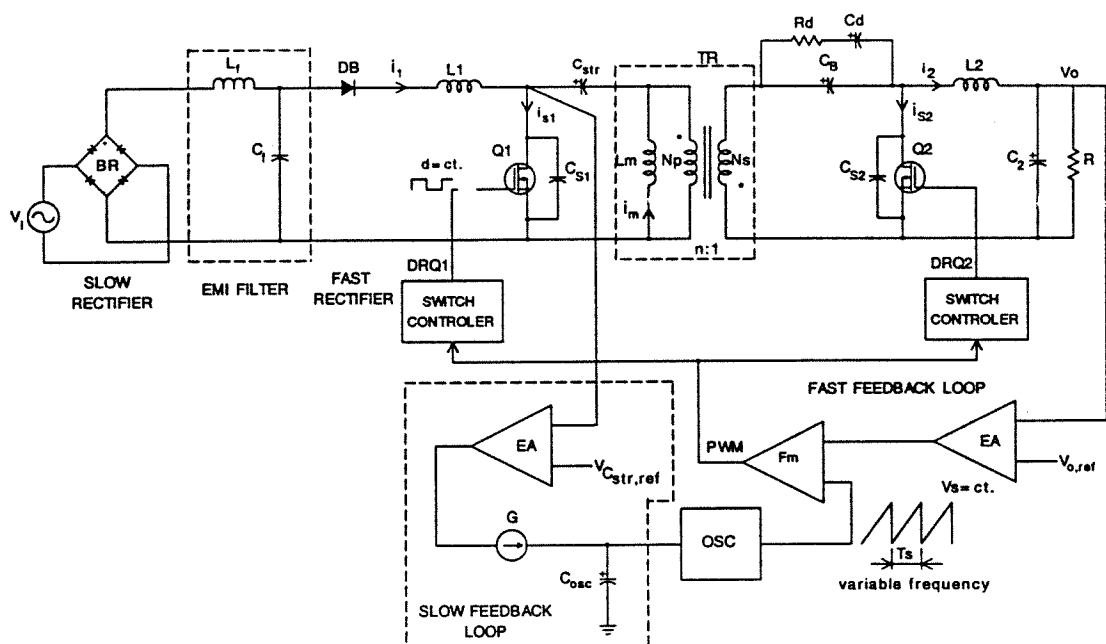 Rd
Cd
TR
Lf
DB
i1
L1
Cstr
CB
i2
L2
Vo
is1
iS2
BR
Cf
d=ct.
Q1
CS1
Lm
Np
Ns
CS2
Q2
C2
R
VI
im
n:1
SLOW
RECTIFIER
EMI FILTER
FAST
RECTIFIER
DRQ1
SWITCH
CONTROLER
DRQ2
SWITCH
CONTROLER
FAST FEEDBACK LOOP
EA
VCstr,ref
PWM
Fm
EA
Vo,ref
Vs=ct.
G
OSC
Ts
variable frequency
Cosc
SLOW FEEDBACK
LOOP